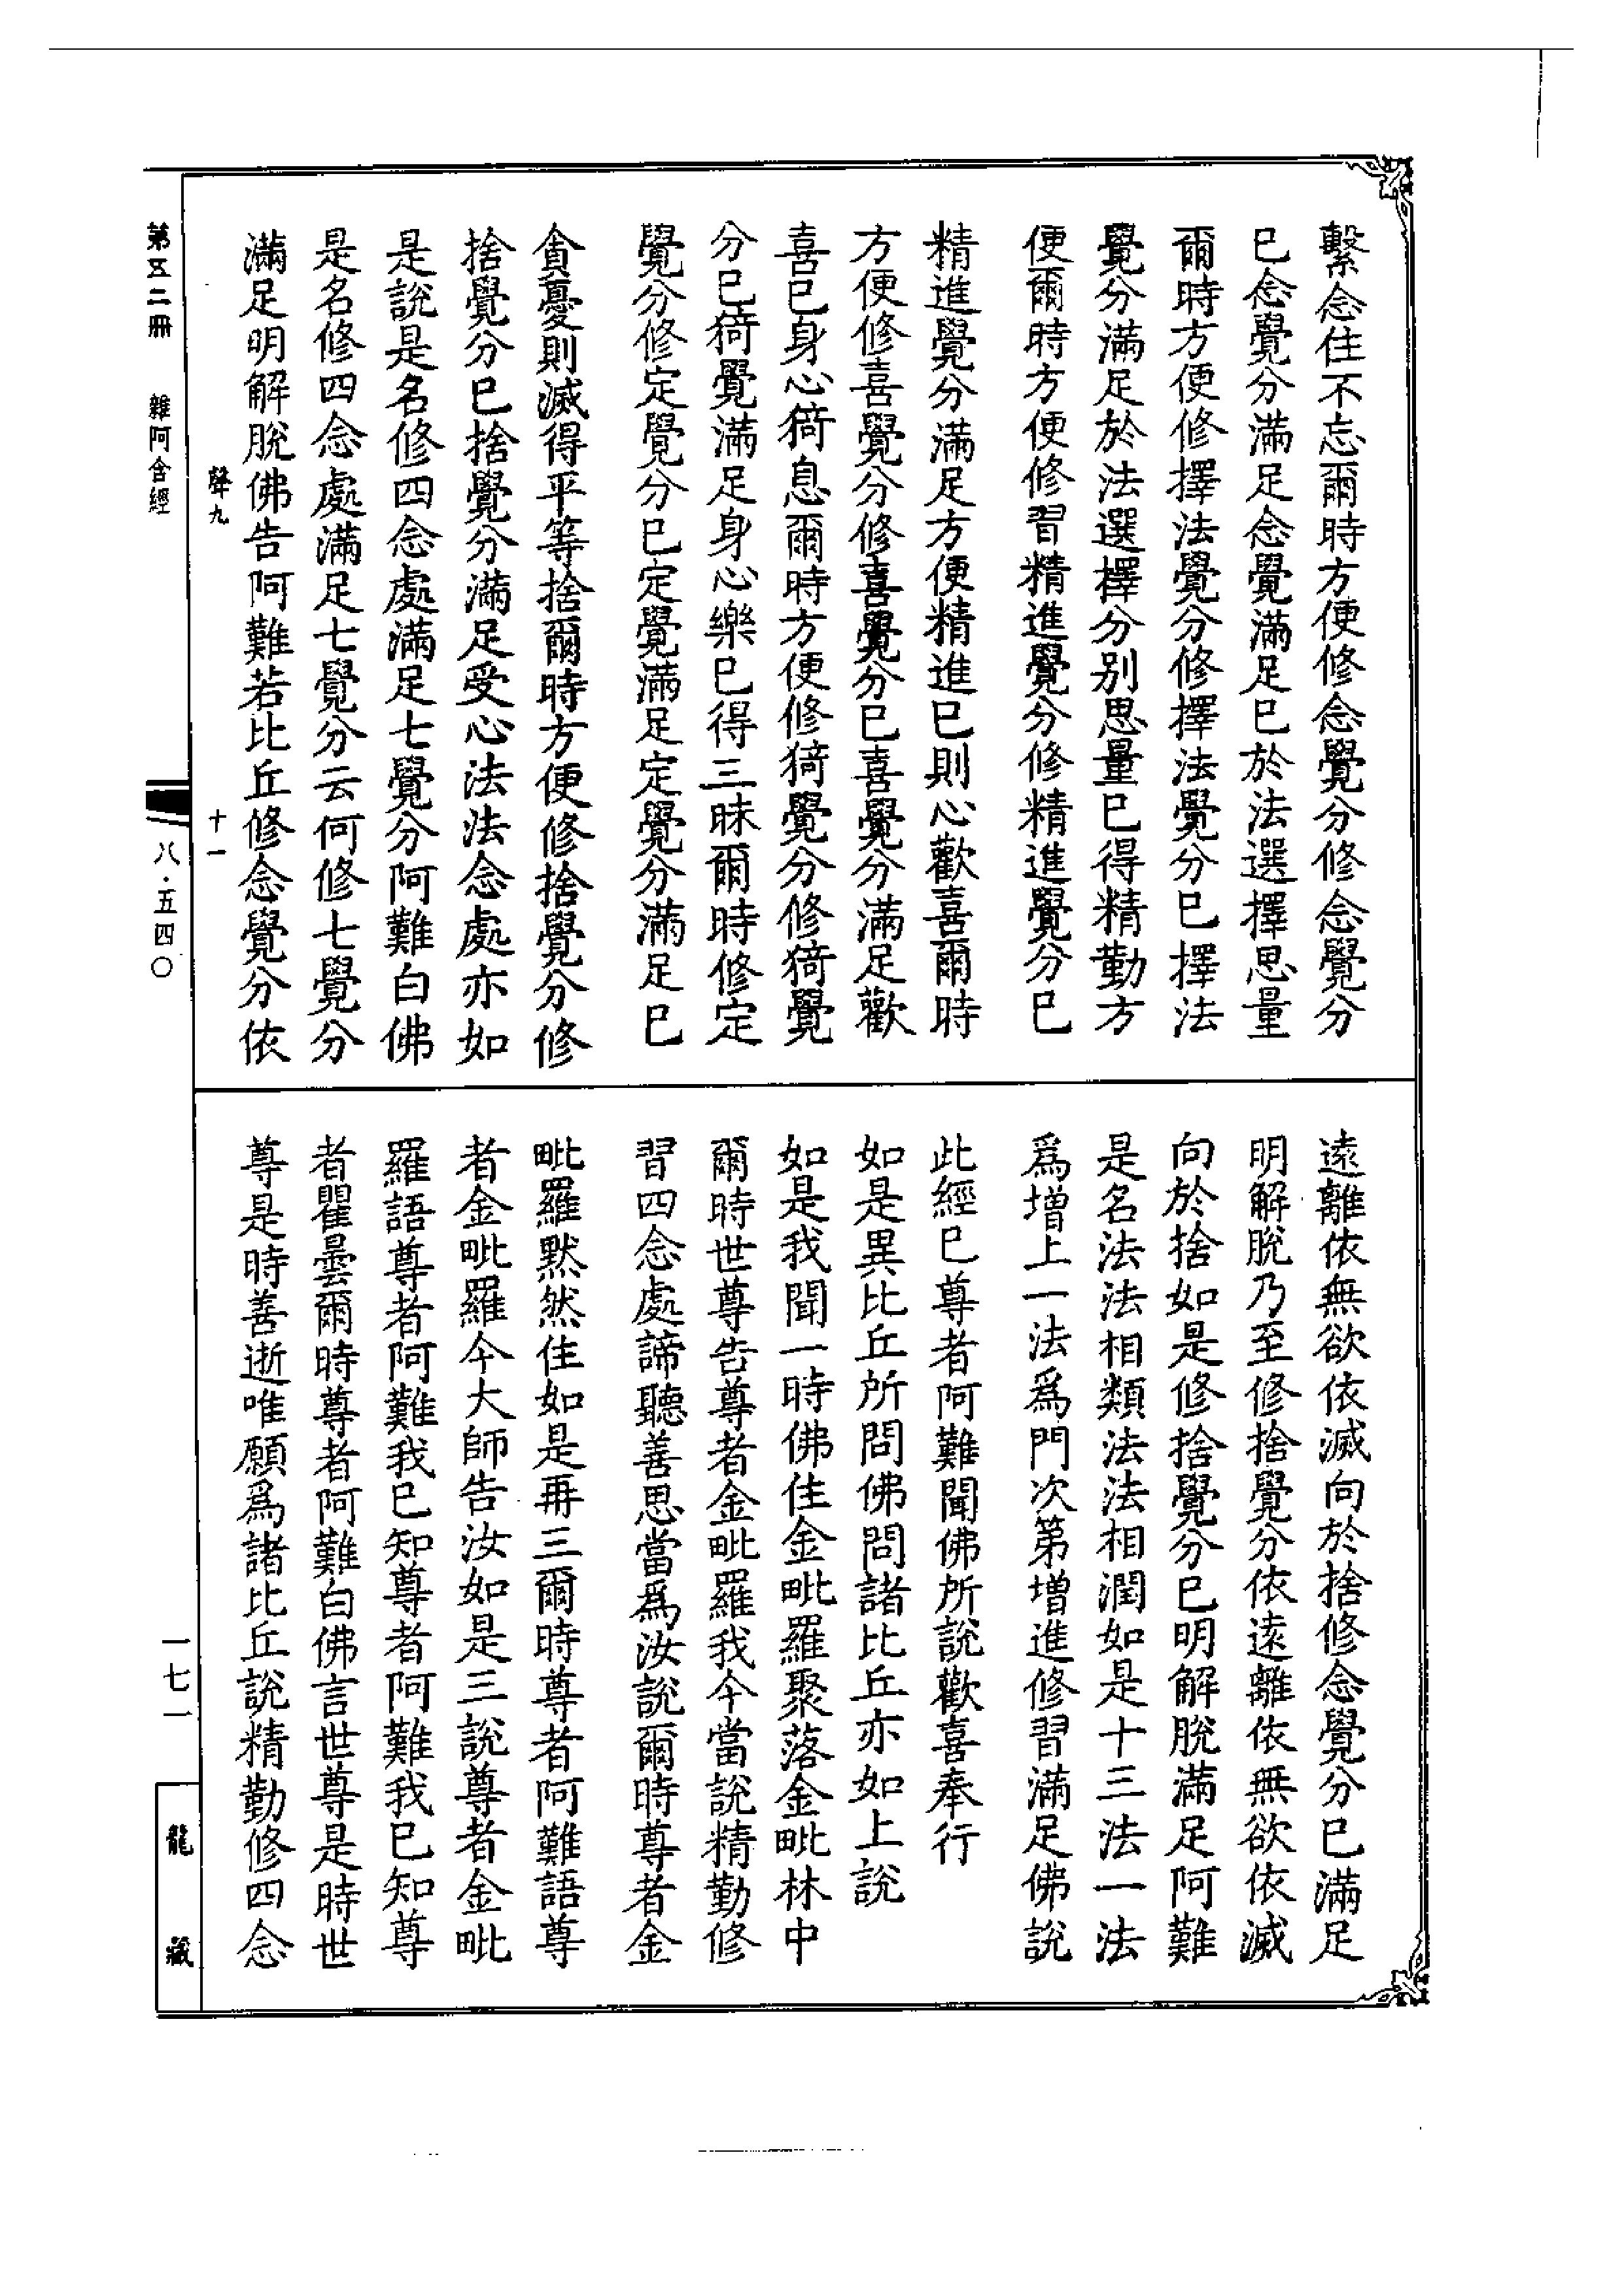 繫念住不忘爾時方便修念覺分修念覺分
已念覺分滿足念覺滿足已於法選擇思量
爾時方便修擇法覺分修擇法覺分已擇法
覺分滿足於法選擇分别思量已得精勤方
便爾時方便修習精進覺分修精進覺分已
精進覺分滿足方便精進已則心歡喜爾時
方便修喜覺分修喜覺分已喜覺分滿足歡
喜已身心猗息爾時方便修猗覺分修猗覺
分已猗覺滿足身心樂已得三昧爾時修定
覺分修定覺分已定覺滿足定覺分滿足已
貪憂則滅得平等捨爾時方便修捨覺分修
捨覺分已捨覺分滿足受心法法念處亦如
是說是名修四念處滿足七覺分阿難白佛
是名修四念處滿足七覺分云何修七覺分
滿足明解脫佛告阿難若比丘修念覺分依
遠離依無欲依滅向於捨修念覺分已滿足
明解脫乃至修捨覺分依遠離依無欲依滅
向於捨如是修捨覺分已明解脫滿足阿難
是名法法相類法法相潤如是十三法一法
爲增上一法爲門次第增進修習滿足佛說
此經已尊者阿難聞佛所說歡喜奉行
如是異比丘所問佛問諸比丘亦如上說
如是我聞一時佛住金毗羅聚落金毗林中
爾時世尊告尊者金毗羅我今當說精勤修
習四念處諦聽善思當爲汝說爾時尊者金
毗羅默然住如是再三爾時尊者阿難語尊
者金毗羅今大師告汝如是三說尊者金毗
羅語尊者阿難我已知尊者阿難我已知尊
者瞿曇爾時尊者阿難白佛言世尊是時世
尊是時善逝唯願爲諸比丘說精勤修四念
聲九
十一
第五二冊
雜阿含經
八·五四〇
一七一
龍藏